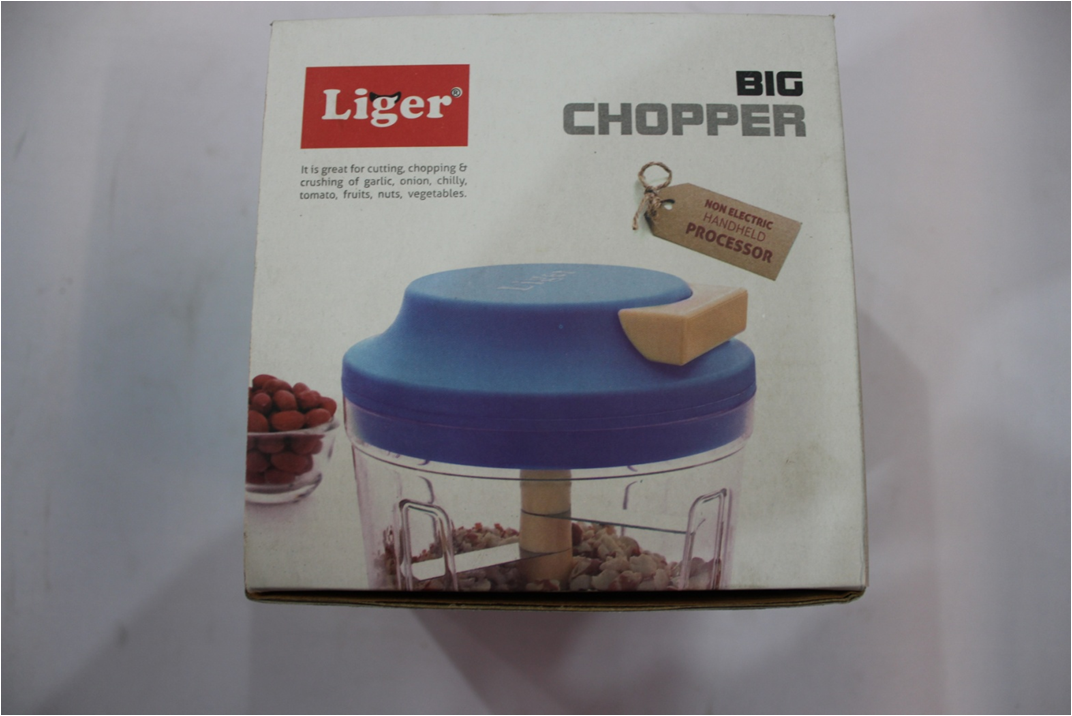 Liger®
BIG
CHOPPER
It is great for cutting, chopping &
crushing of garlic, onion, chilly,
tomato, fruits, nuts, vegetables.
NON ELECTRIC
HANDHELD
PROCESSOR
Liger